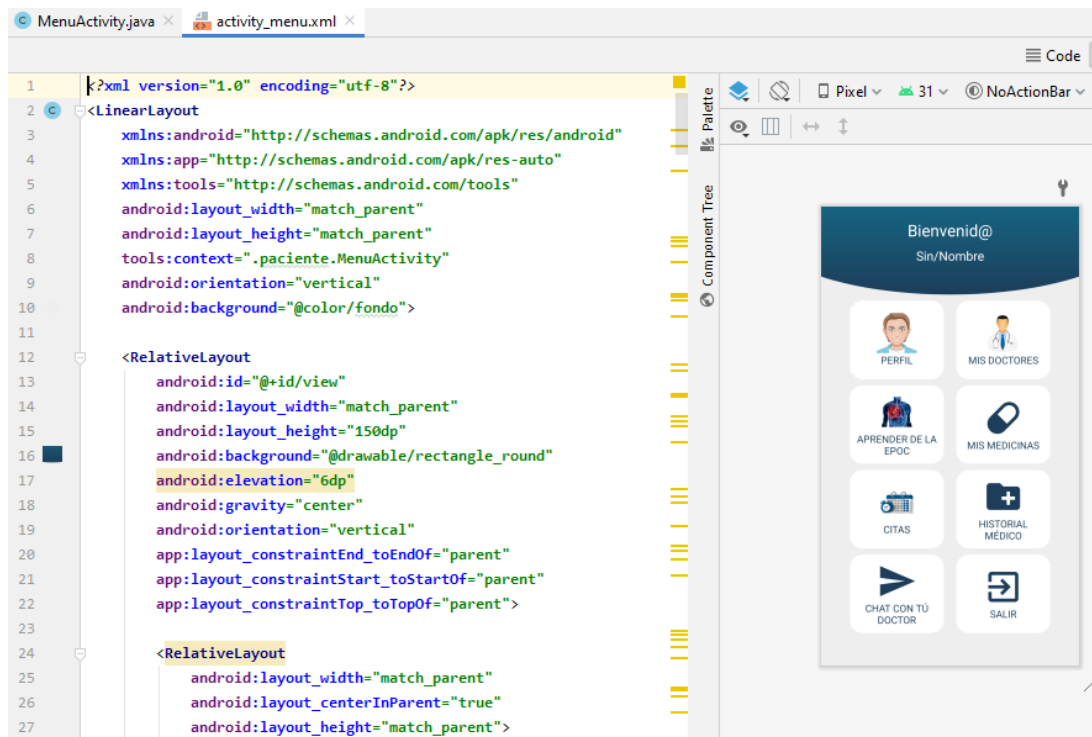 MenuActivity.java
activity_menu.xml
Code
1 <?xml version="1.0" encoding="utf-8"?>
2 <LinearLayout
3 xmlns:android="http://schemas.android.com/apk/res/android"
4 xmlns:app="http://schemas.android.com/apk/res-auto"
5 xmlns:tools="http://schemas.android.com/tools"
6 android:layout_width="match_parent"
7 android:layout_height="match_parent"
8 tools:context=".paciente.MenuActivity"
9 android:orientation="vertical"
10 android:background="@color/fondo">
11
12 <RelativeLayout
13 android:id="@+id/view"
14 android:layout_width="match_parent"
15 android:layout_height="150dp"
16 android:background="@drawable/rectangle_round"
17 android:elevation="6dp"
18 android:gravity="center"
19 android:orientation="vertical"
20 app:layout_constraintEnd_toEndOf="parent"
21 app:layout_constraintStart_toStartOf="parent"
22 app:layout_constraintTop_toTopOf="parent">
23
24 <RelativeLayout
25 android:layout_width="match_parent"
26 android:layout_centerInParent="true"
27 android:layout_height="match_parent">
Palette
Component Tree
Pixel
31
NoActionBar
Bienvenid@
Sin/Nombre
PERFIL
MIS DOCTORES
APRENDER DE LA
EPOC
MIS MEDICINAS
CITAS
HISTORIAL
MÉDICO
CHAT CON TÚ
DOCTOR
SALIR